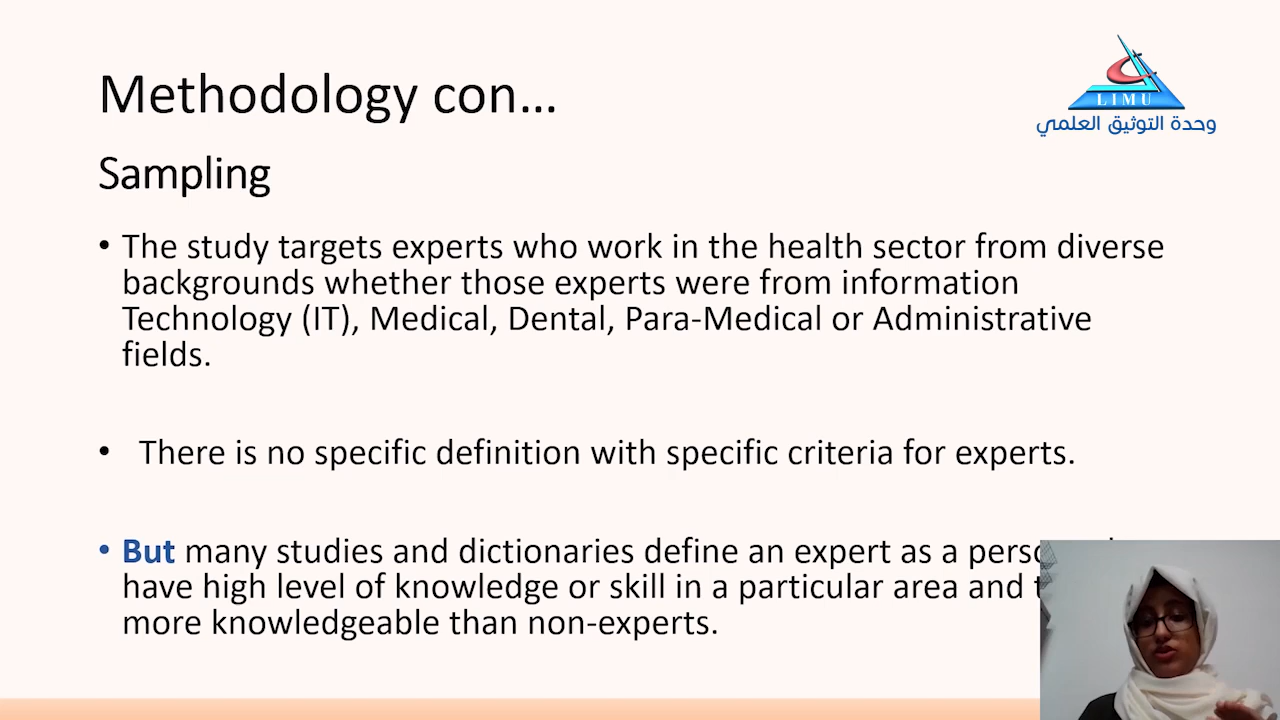 Methodology con…
LIMU
وحدة التوثيق العلمي
Sampling
• The study targets experts who work in the health sector from diverse
backgrounds whether those experts were from information
Technology (IT), Medical, Dental, Para-Medical or Administrative
fields.
• There is no specific definition with specific criteria for experts.
• But many studies and dictionaries define an expert as a
have high level of knowledge or skill in a particular area and
more knowledgeable than non-experts.